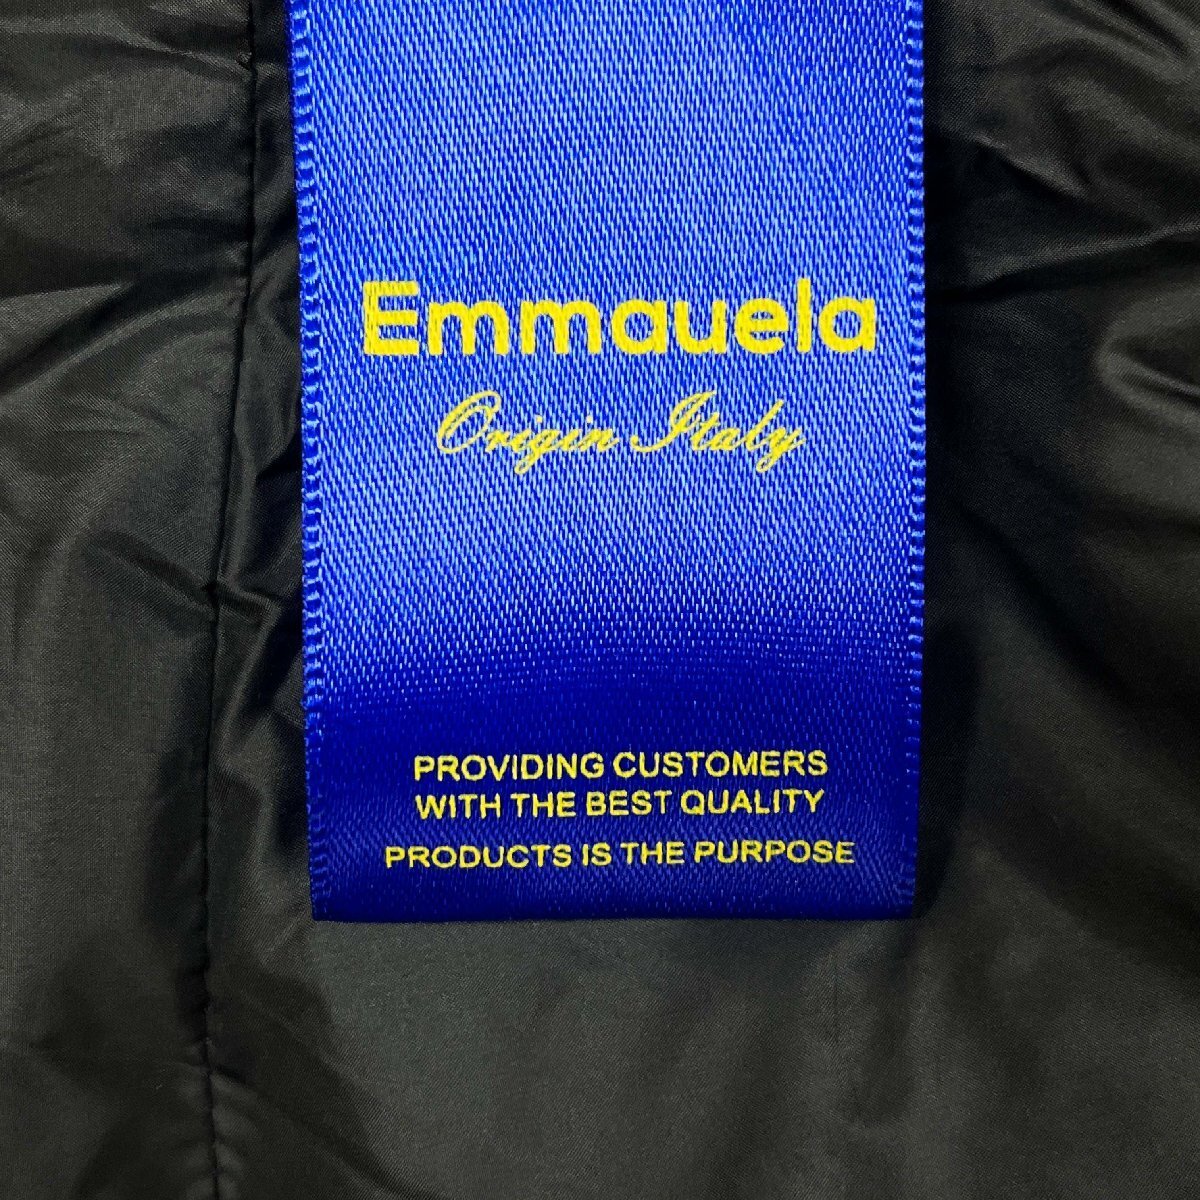 Emmauela
Origin Italy
PROVIDING CUSTOMERS
WITH THE BEST QUALITY
PRODUCTS IS THE PURPOSE